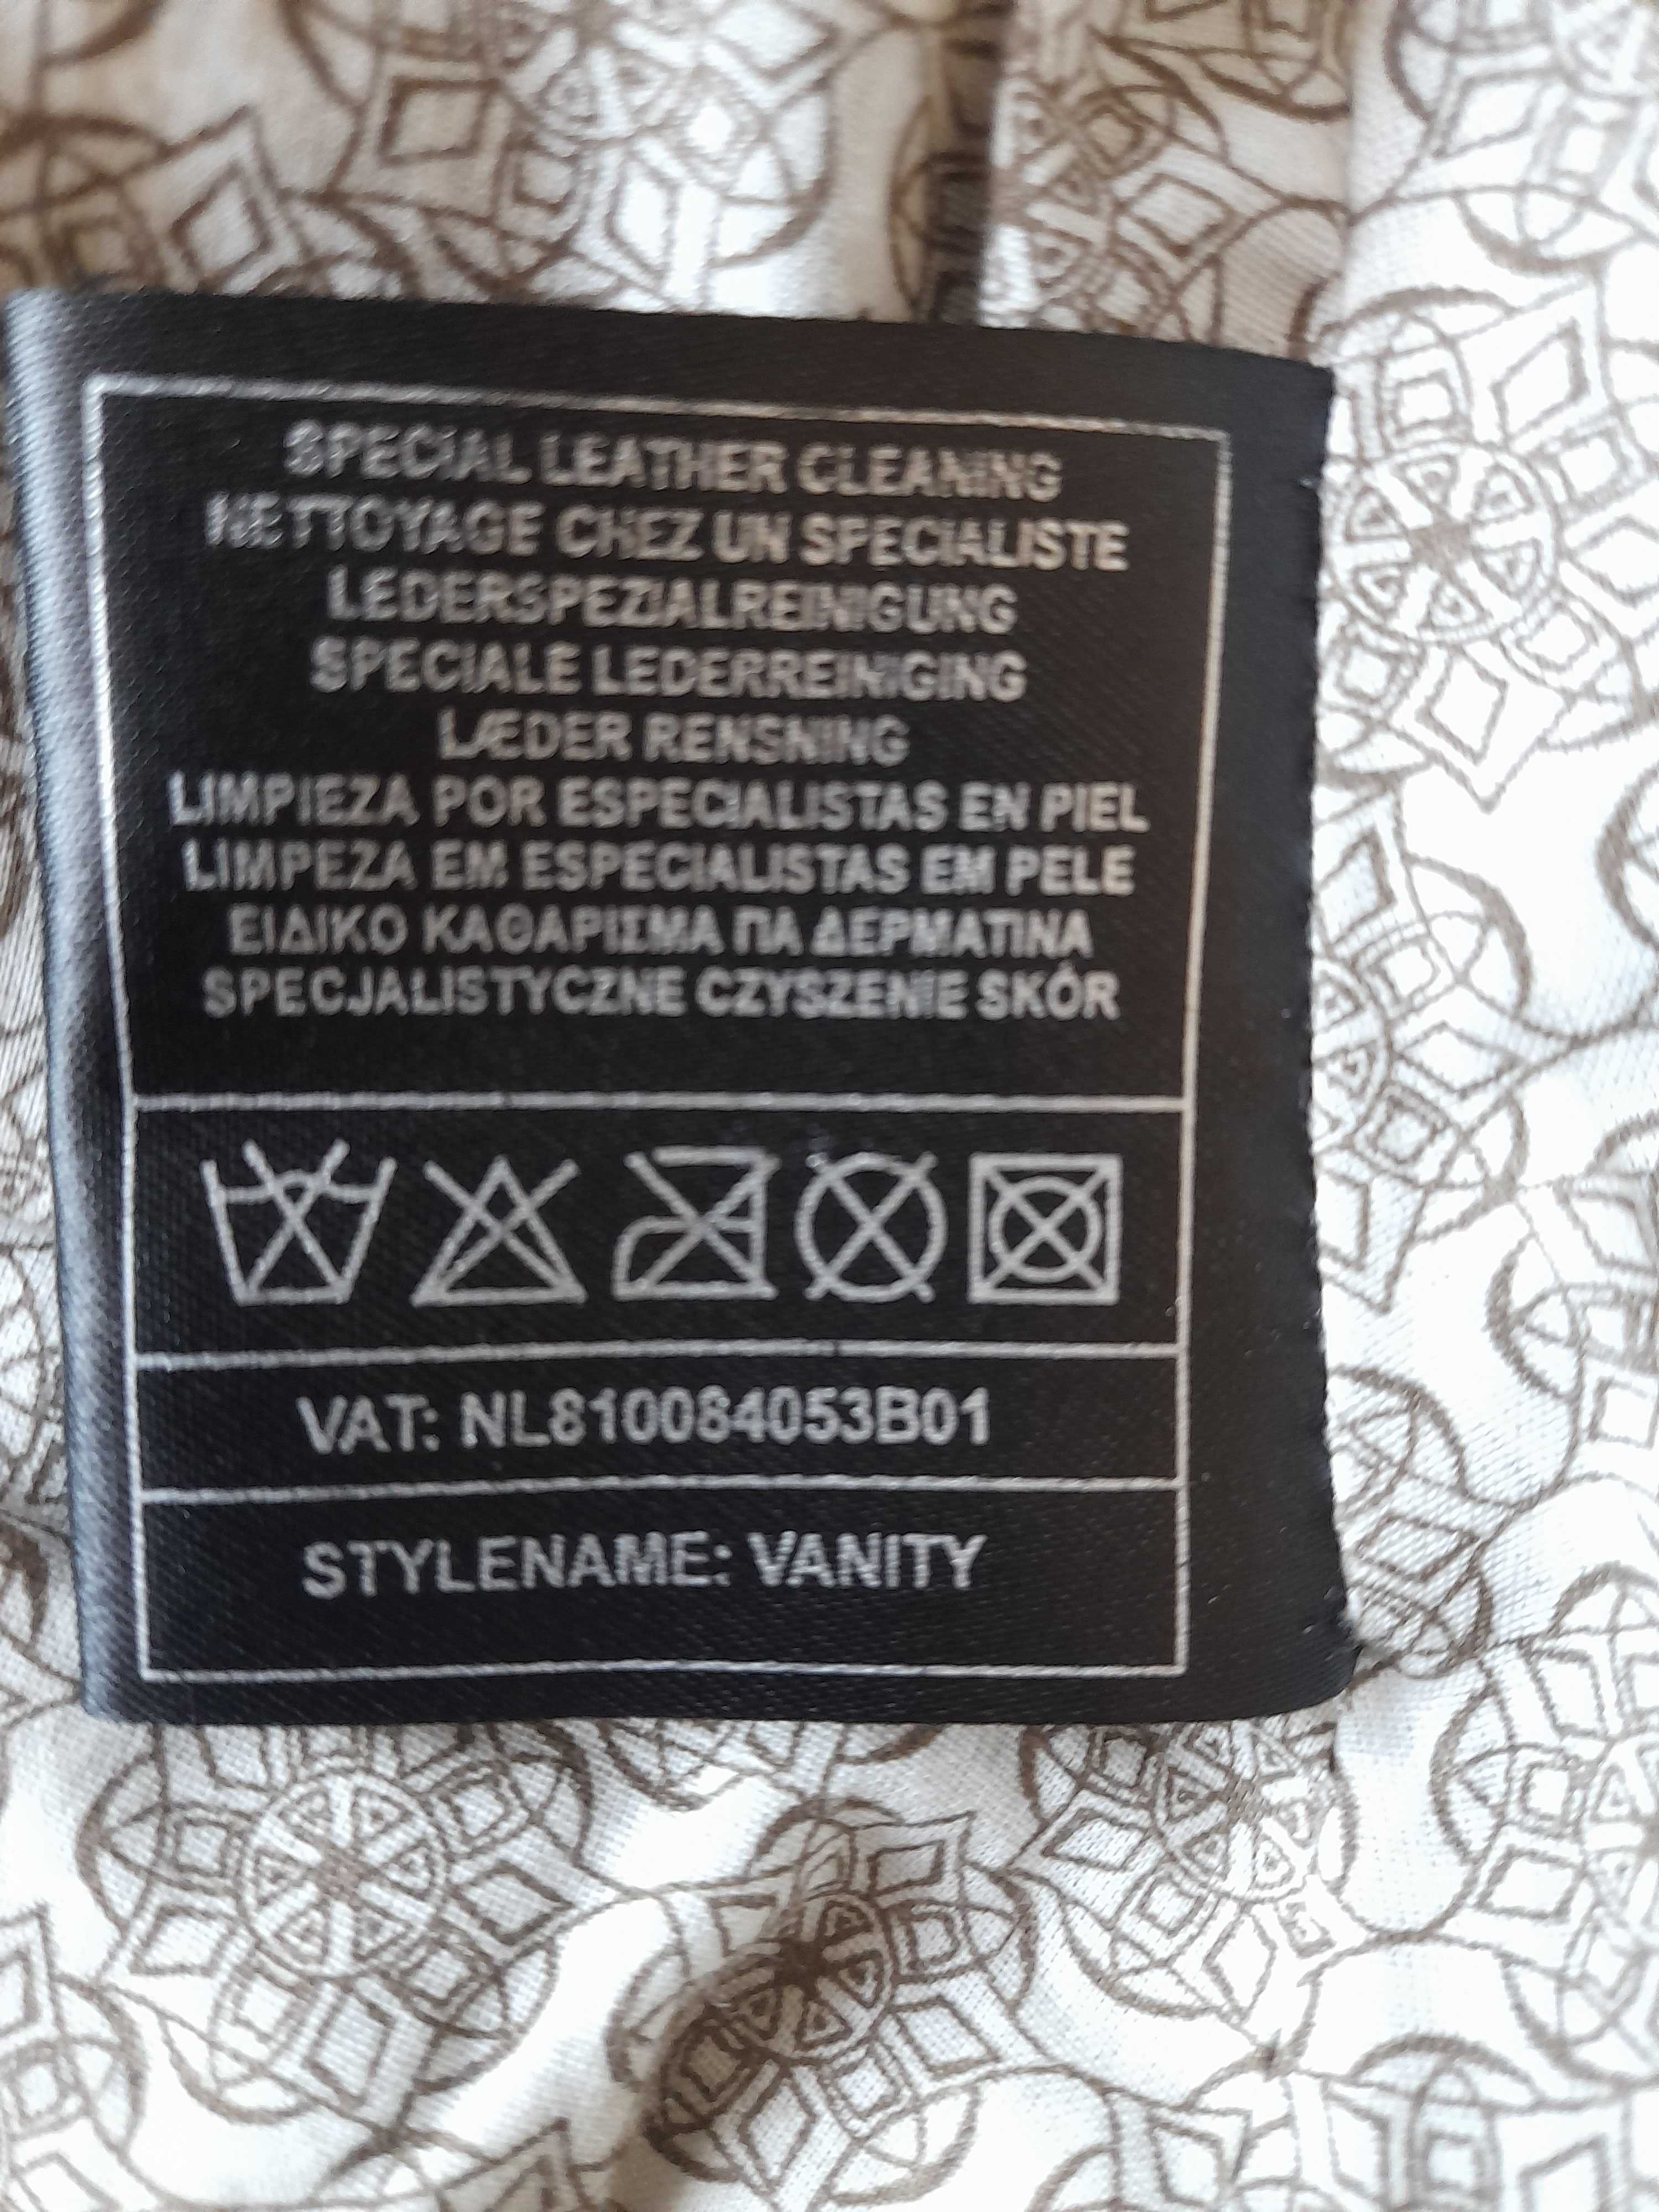 SPECIAL LEATHER CLEANING
NETTOYAGE CHEZ UN SPECIALISTE
LEDERSPEZIALREINIGUNG
SPECIALE LEDERREINIGING
LÆDER RENSNING
LIMPIEZA POR ESPECIALISTAS EN PIEL
LIMPEZA EM ESPECIALISTAS EM PELE
ΕΙΔΙΚΟ ΚΑΘΑΡΙΣΜΑ ΓΙΑ ΔΕΡΜΑΤΙΝΑ
SPECJALISTYCZNE CZYSZENIE SKÓR
VAT: NL810084053B01
STYLENAME: VANITY